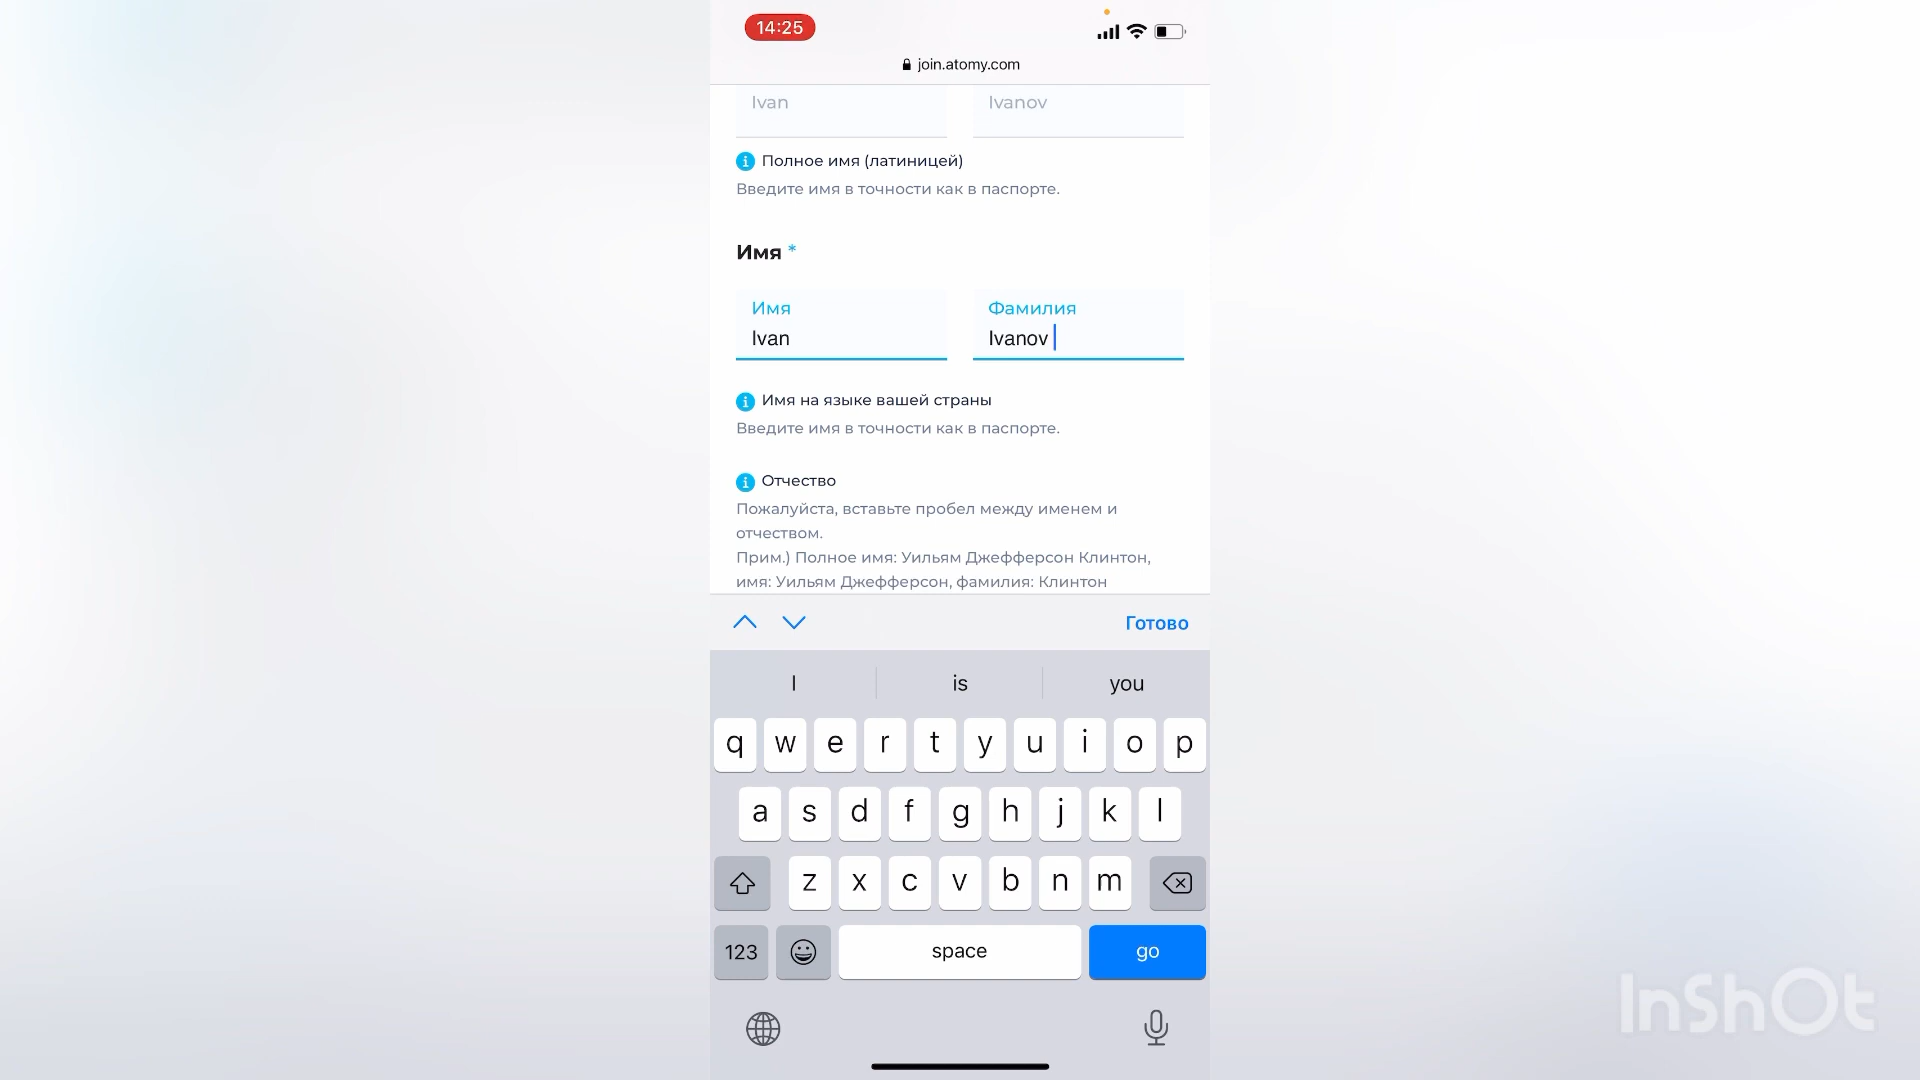 14:25
join.atomy.com
Ivan Ivanov
Полное имя (латиницей)
Введите имя в точности как в паспорте.
Имя *
Имя Фамилия
Ivan Ivanov
Имя на языке вашей страны
Введите имя в точности как в паспорте.
Отчество
Пожалуйста, вставьте пробел между именем и
отчеством.
Прим.) Полное имя: Уильям Джефферсон Клинтон,
имя: Уильям Джефферсон, фамилия: Клинтон
Готово
I is you
q w e r t y u i o p
a s d f g h j k l
z x c v b n m
123 space go
InShOt